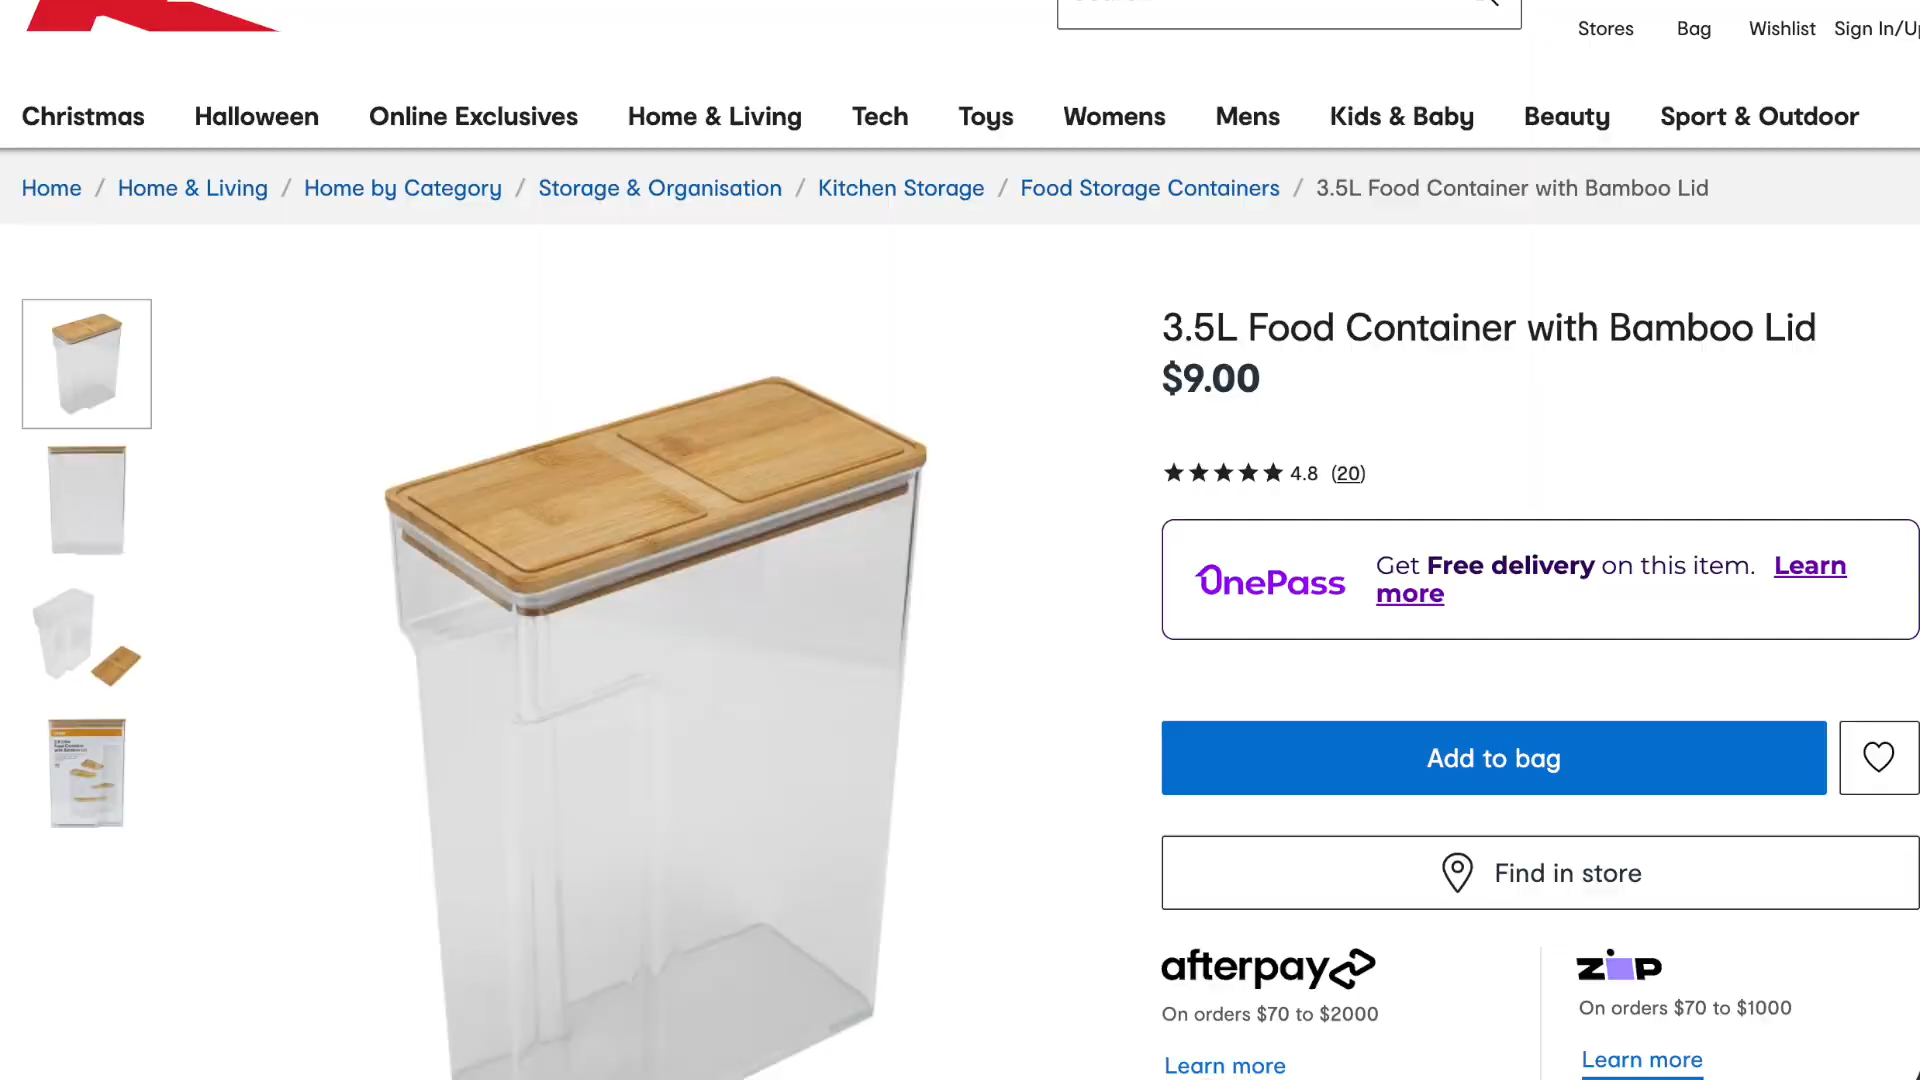 Stores Bag Wishlist Sign In/Up
Christmas Halloween Online Exclusives Home & Living Tech Toys Womens Mens Kids & Baby Beauty Sport & Outdoor
Home / Home & Living / Home by Category / Storage & Organisation / Kitchen Storage / Food Storage Containers / 3.5L Food Container with Bamboo Lid
3.5L Food Container with Bamboo Lid
$9.00
4.8 (20)
OnePass
Get Free delivery on this item. Learn
more
Add to bag
Find in store
afterpay
On orders $70 to $2000
Learn more
zip
On orders $70 to $1000
Learn more